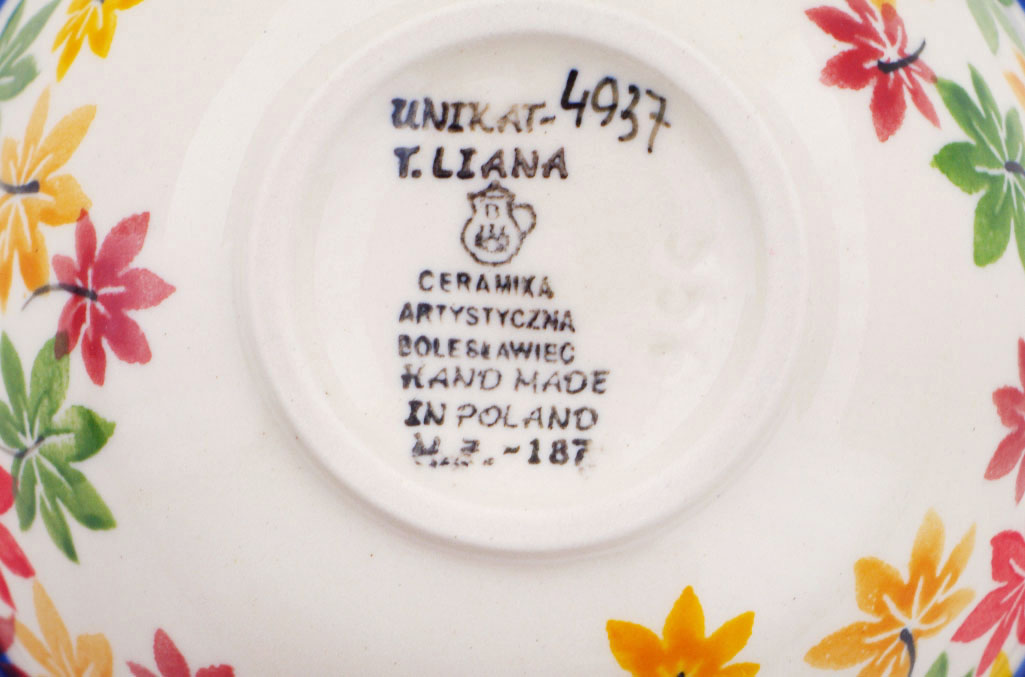 UNIKAT-4937
T. LIANA
CERAMIKA
ARTYSTYCZNA
BOLESŁAWIEC
HAND MADE
IN POLAND
-187